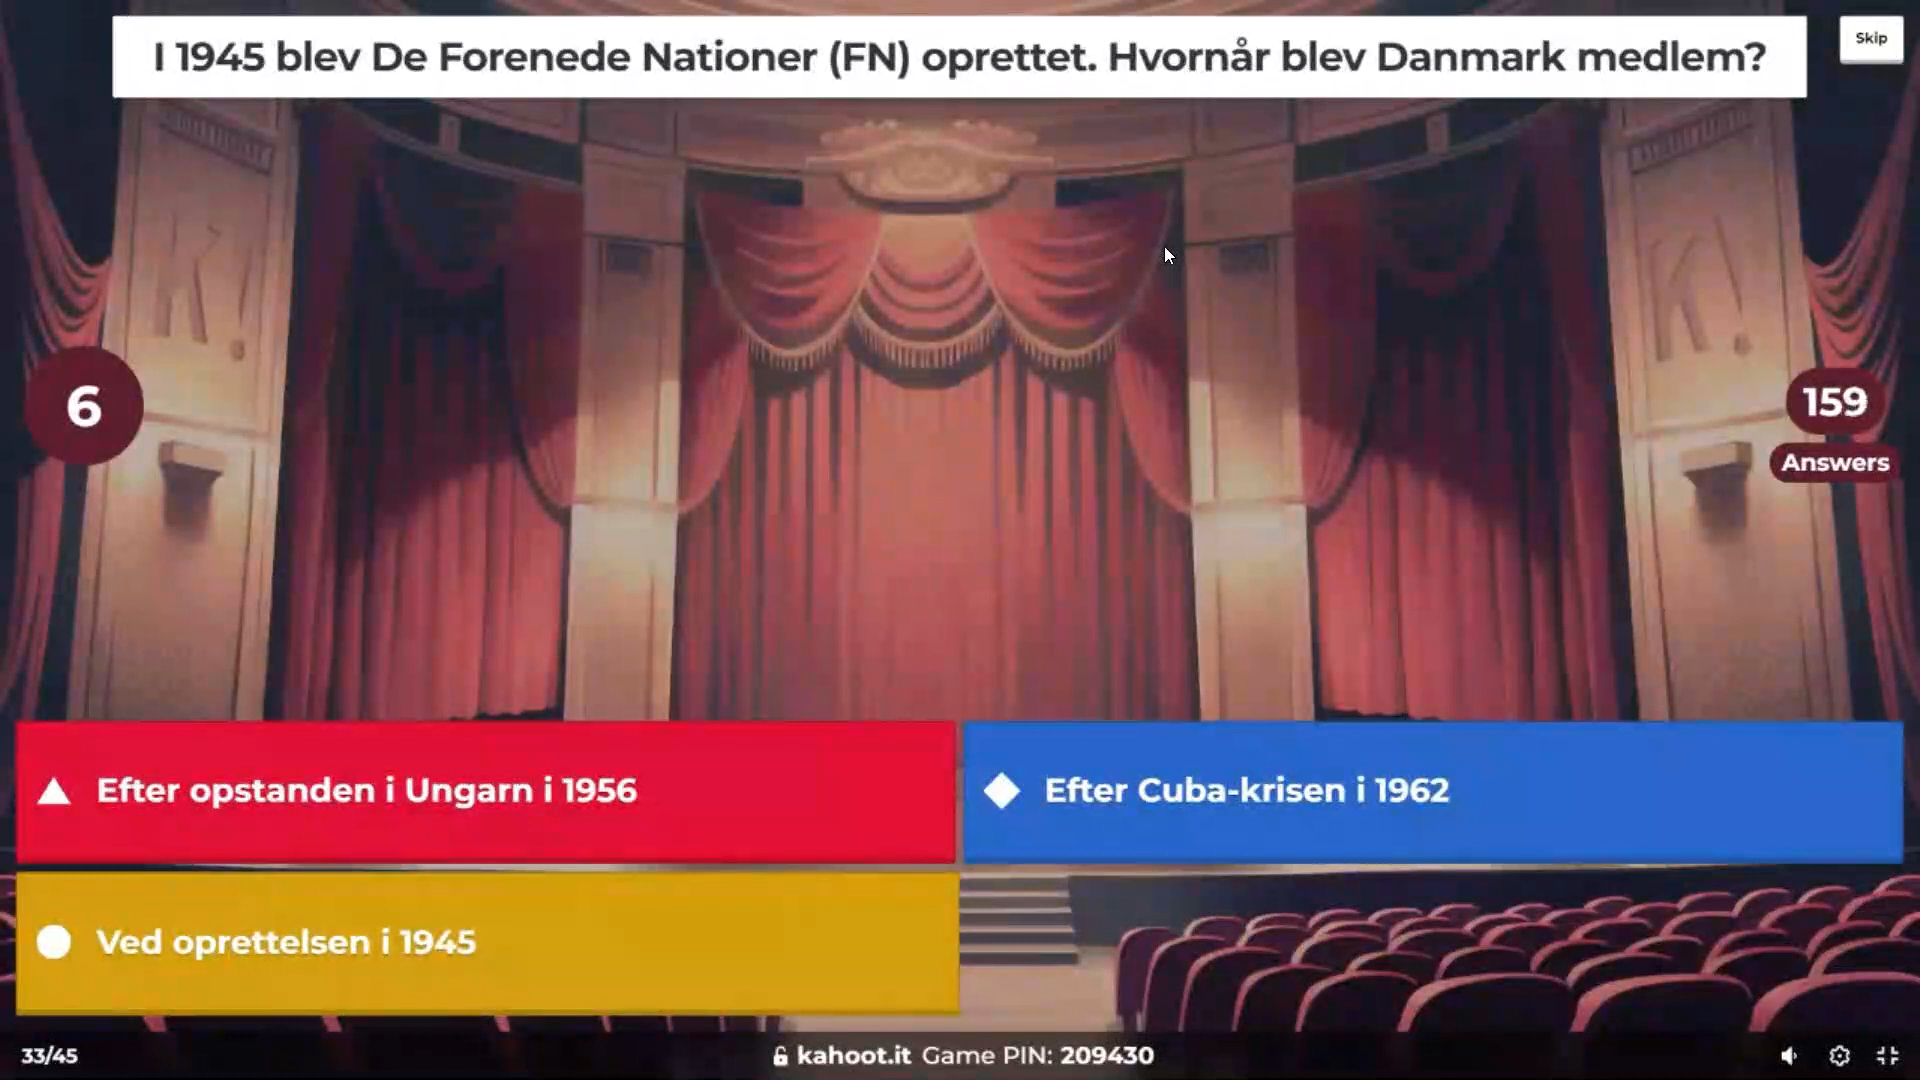 I 1945 blev De Forenede Nationer (FN) oprettet. Hvornår blev Danmark medlem?
Skip
K!
K!
6
159
Answers
Efter opstanden i Ungarn i 1956
Efter Cuba-krisen i 1962
Ved oprettelsen i 1945
33/45
kahoot.it Game PIN: 209430